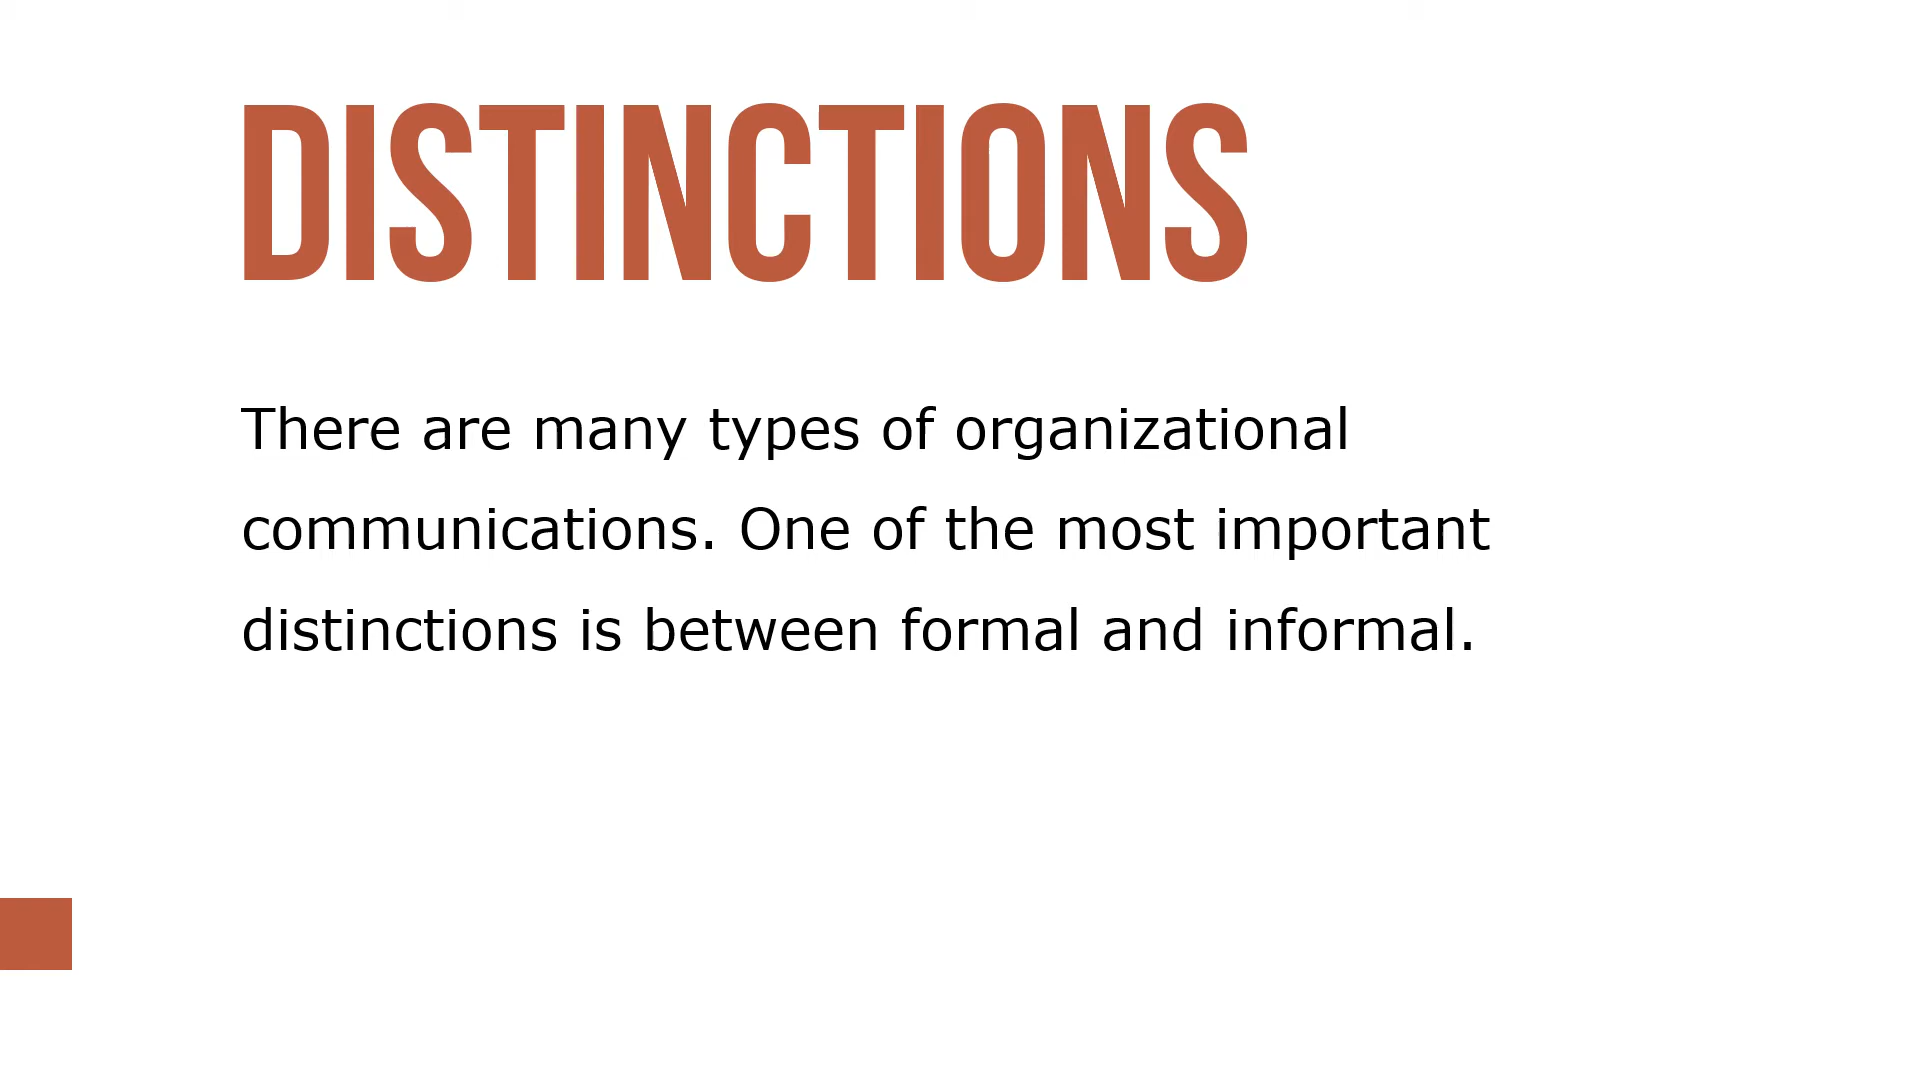 DISTINCTIONS
There are many types of organizational
communications. One of the most important
distinctions is between formal and informal.